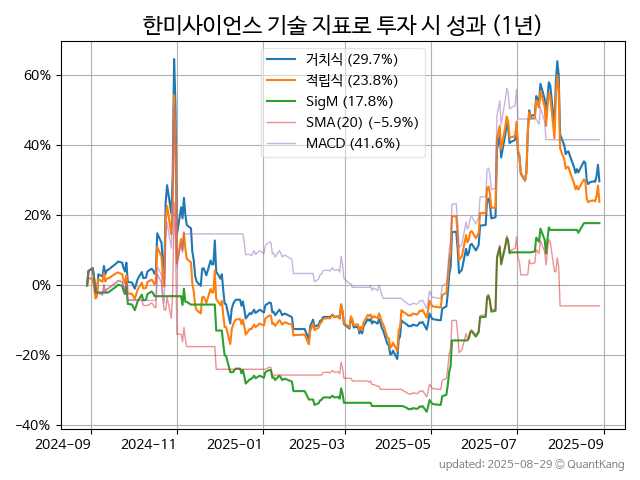 한미사이언스 기술 지표로 투자 시 성과 (1년)
거치식 (29.7%)
적립식 (23.8%)
SigM (17.8%)
SMA(20) (−5.9%)
MACD (41.6%)
60%
40%
20%
0%
−20%
−40%
2024−09 2024−11 2025−01 2025−03 2025−05 2025−07 2025−09
updated: 2025−08−29 © QuantKang